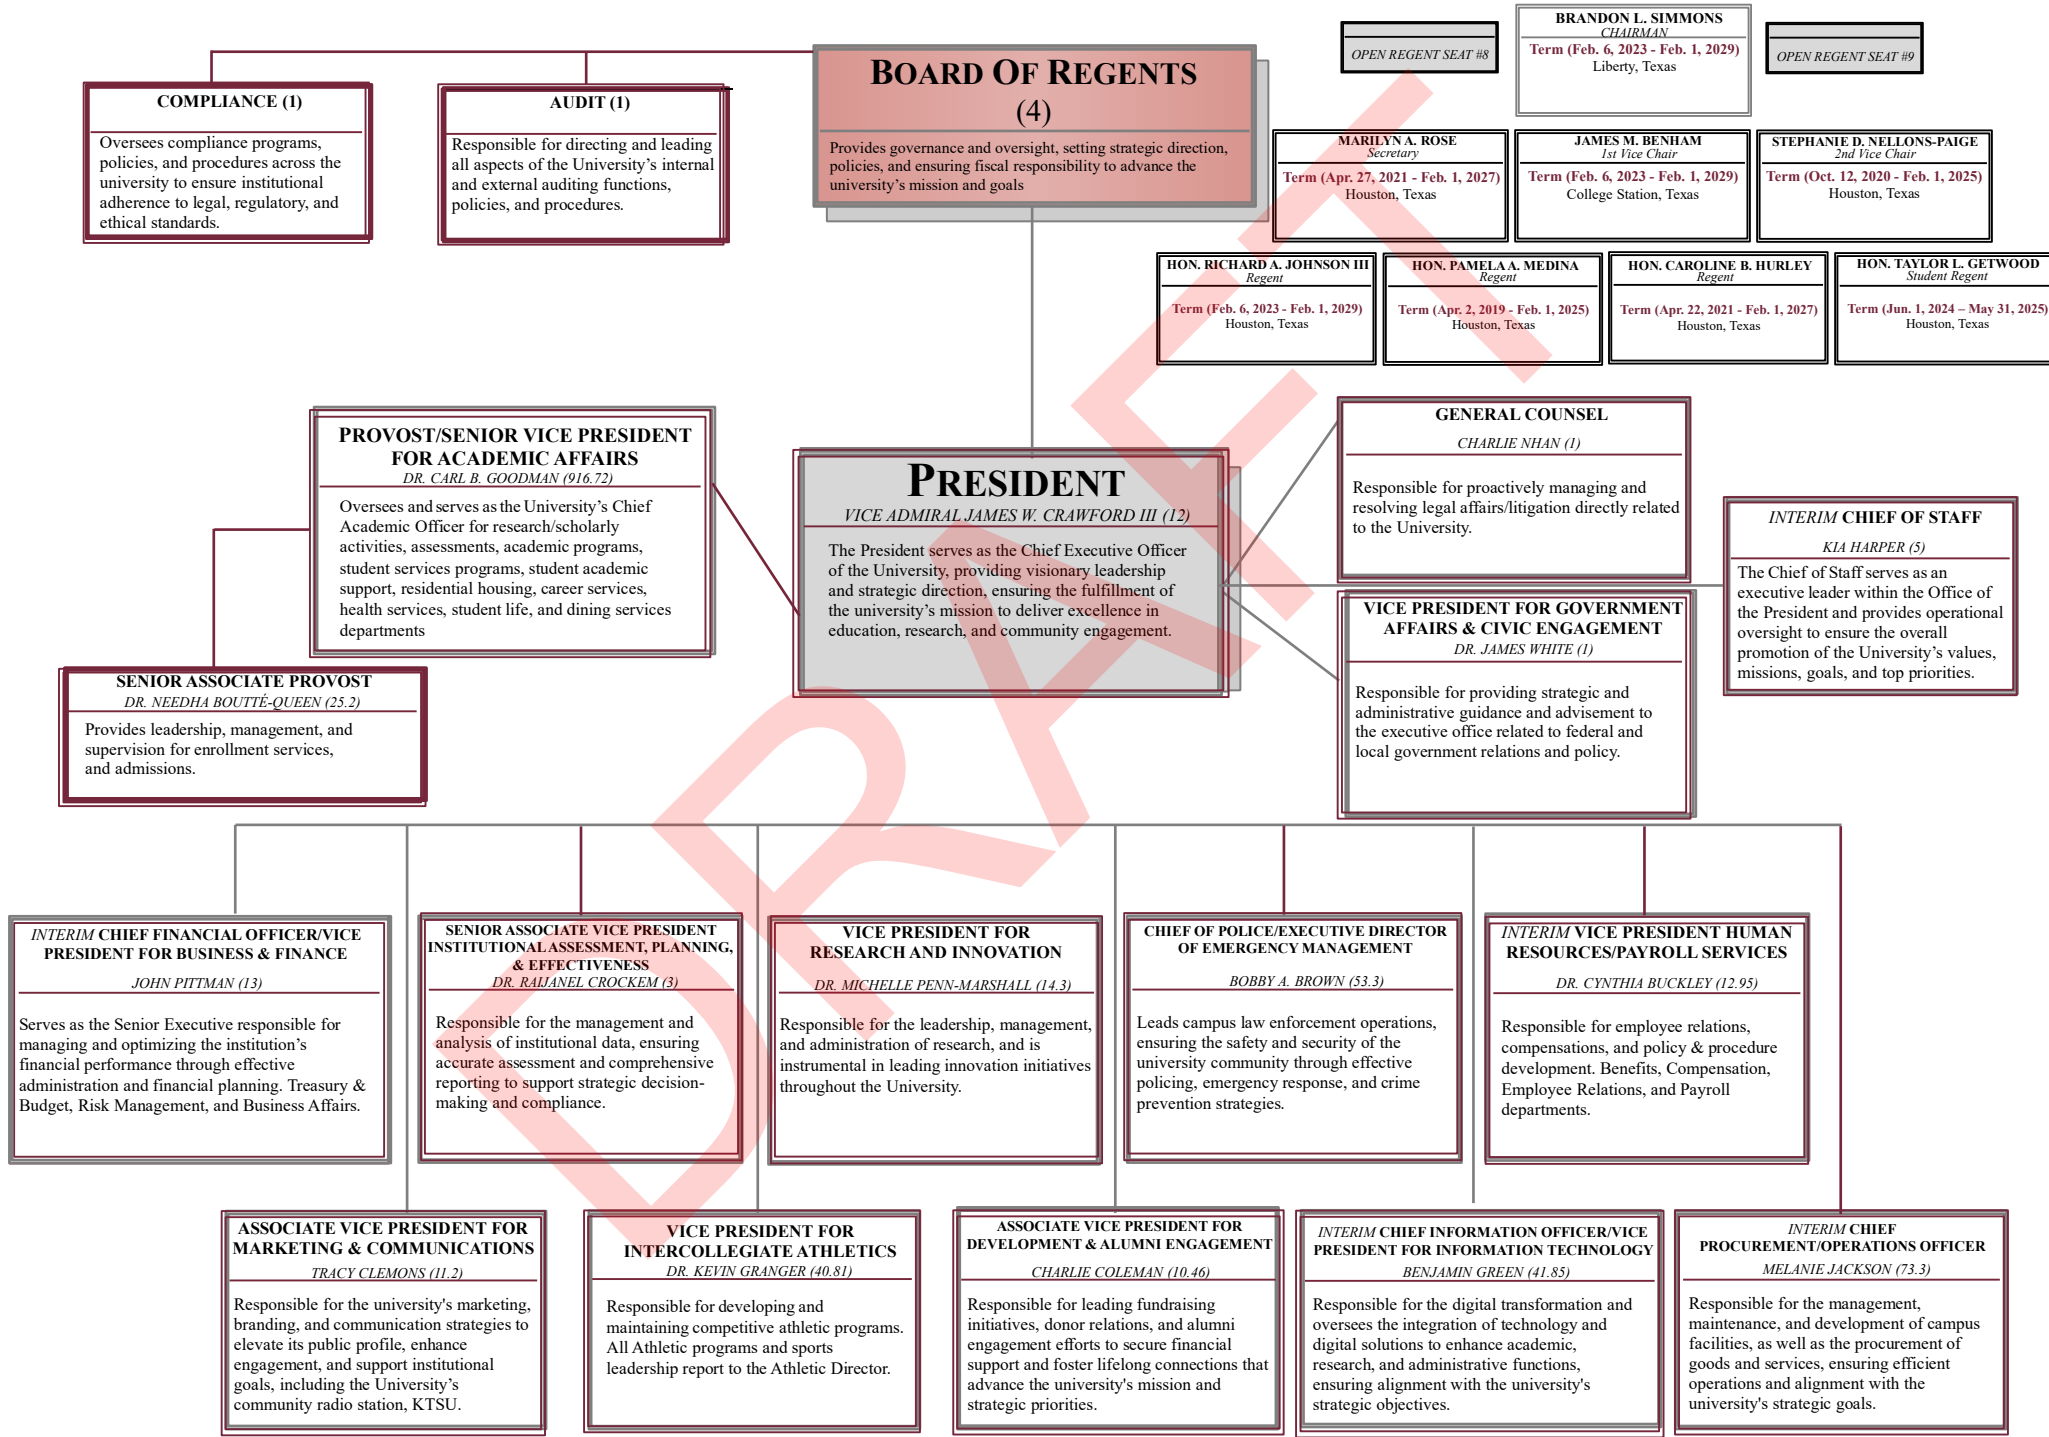 BOARD OF REGENTS
(4)
Provides governance and oversight, setting strategic direction,
policies, and ensuring fiscal responsibility to advance the
university's mission and goals
COMPLIANCE (1)
Oversees compliance programs,
policies, and procedures across the
university to ensure institutional
adherence to legal, regulatory, and
ethical standards.
AUDIT (1)
Responsible for directing and leading
all aspects of the University's internal
and external auditing functions,
policies, and procedures.
OPEN REGENT SEAT #8
BRANDON L. SIMMONS
CHAIRMAN
Term (Feb. 6, 2023 - Feb. 1, 2029)
Liberty, Texas
OPEN REGENT SEAT #9
MARILYN A. ROSE
Secretary
Term (Apr. 27, 2021 - Feb. 1, 2027)
Houston, Texas
JAMES M. BENHAM
1st Vice Chair
Term (Feb. 6, 2023 - Feb. 1, 2029)
College Station, Texas
STEPHANIE D. NELLONS-PAIGE
2nd Vice Chair
Term (Oct. 12, 2020 - Feb. 1, 2025)
Houston, Texas
HON. RICHARD A. JOHNSON III
Regent
Term (Feb. 6, 2023 - Feb. 1, 2029)
Houston, Texas
HON. PAMELA A. MEDINA
Regent
Term (Apr. 2, 2019 - Feb. 1, 2025)
Houston, Texas
HON. CAROLINE B. HURLEY
Regent
Term (Apr. 22, 2021 - Feb. 1, 2027)
Houston, Texas
HON. TAYLOR L. GETWOOD
Student Regent
Term (Jun. 1, 2024 – May 31, 2025)
Houston, Texas
PROVOST/SENIOR VICE PRESIDENT
FOR ACADEMIC AFFAIRS
DR. CARL B. GOODMAN (916.72)
Oversees and serves as the University's Chief
Academic Officer for research/scholarly
activities, assessments, academic programs,
student services programs, student academic
support, residential housing, career services,
health services, student life, and dining services
departments
PRESIDENT
VICE ADMIRAL JAMES W. CRAWFORD III (12)
The President serves as the Chief Executive Officer
of the University, providing visionary leadership
and strategic direction, ensuring the fulfillment of
the university's mission to deliver excellence in
education, research, and community engagement.
GENERAL COUNSEL
CHARLIE NHAN (1)
Responsible for proactively managing and
resolving legal affairs/litigation directly related
to the University.
INTERIM CHIEF OF STAFF
KIA HARPER (5)
The Chief of Staff serves as an
executive leader within the Office of
the President and provides operational
oversight to ensure the overall
promotion of the University's values,
missions, goals, and top priorities.
VICE PRESIDENT FOR GOVERNMENT
AFFAIRS & CIVIC ENGAGEMENT
DR. JAMES WHITE (1)
Responsible for providing strategic and
administrative guidance and advisement to
the executive office related to federal and
local government relations and policy.
SENIOR ASSOCIATE PROVOST
DR. NEEDHA BOUTTÉ-QUEEN (25.2)
Provides leadership, management, and
supervision for enrollment services,
and admissions.
INTERIM CHIEF FINANCIAL OFFICER/VICE
PRESIDENT FOR BUSINESS & FINANCE
JOHN PITTMAN (13)
Serves as the Senior Executive responsible for
managing and optimizing the institution's
financial performance through effective
administration and financial planning. Treasury &
Budget, Risk Management, and Business Affairs.
SENIOR ASSOCIATE VICE PRESIDENT
INSTITUTIONAL ASSESSMENT, PLANNING,
& EFFECTIVENESS
DR. RAIJANEL CROCKEM (3)
Responsible for the management and
analysis of institutional data, ensuring
accurate assessment and comprehensive
reporting to support strategic decision-
making and compliance.
VICE PRESIDENT FOR
RESEARCH AND INNOVATION
DR. MICHELLE PENN-MARSHALL (14.3)
Responsible for the leadership, management,
and administration of research, and is
instrumental in leading innovation initiatives
throughout the University.
CHIEF OF POLICE/EXECUTIVE DIRECTOR
OF EMERGENCY MANAGEMENT
BOBBY A. BROWN (53.3)
Leads campus law enforcement operations,
ensuring the safety and security of the
university community through effective
policing, emergency response, and crime
prevention strategies.
INTERIM VICE PRESIDENT HUMAN
RESOURCES/PAYROLL SERVICES
DR. CYNTHIA BUCKLEY (12.95)
Responsible for employee relations,
compensations, and policy & procedure
development. Benefits, Compensation,
Employee Relations, and Payroll
departments.
ASSOCIATE VICE PRESIDENT FOR
MARKETING & COMMUNICATIONS
TRACY CLEMONS (11.2)
Responsible for the university's marketing,
branding, and communication strategies to
elevate its public profile, enhance
engagement, and support institutional
goals, including the University's
community radio station, KTSU.
VICE PRESIDENT FOR
INTERCOLLEGIATE ATHLETICS
DR. KEVIN GRANGER (40.81)
Responsible for developing and
maintaining competitive athletic programs.
All Athletic programs and sports
leadership report to the Athletic Director.
ASSOCIATE VICE PRESIDENT FOR
DEVELOPMENT & ALUMNI ENGAGEMENT
CHARLIE COLEMAN (10.46)
Responsible for leading fundraising
initiatives, donor relations, and alumni
engagement efforts to secure financial
support and foster lifelong connections that
advance the university's mission and
strategic priorities.
INTERIM CHIEF INFORMATION OFFICER/VICE
PRESIDENT FOR INFORMATION TECHNOLOGY
BENJAMIN GREEN (41.85)
Responsible for the digital transformation and
oversees the integration of technology and
digital solutions to enhance academic,
research, and administrative functions,
ensuring alignment with the university's
strategic objectives.
INTERIM CHIEF
PROCUREMENT/OPERATIONS OFFICER
MELANIE JACKSON (73.3)
Responsible for the management,
maintenance, and development of campus
facilities, as well as the procurement of
goods and services, ensuring efficient
operations and alignment with the
university's strategic goals.
DRAFT